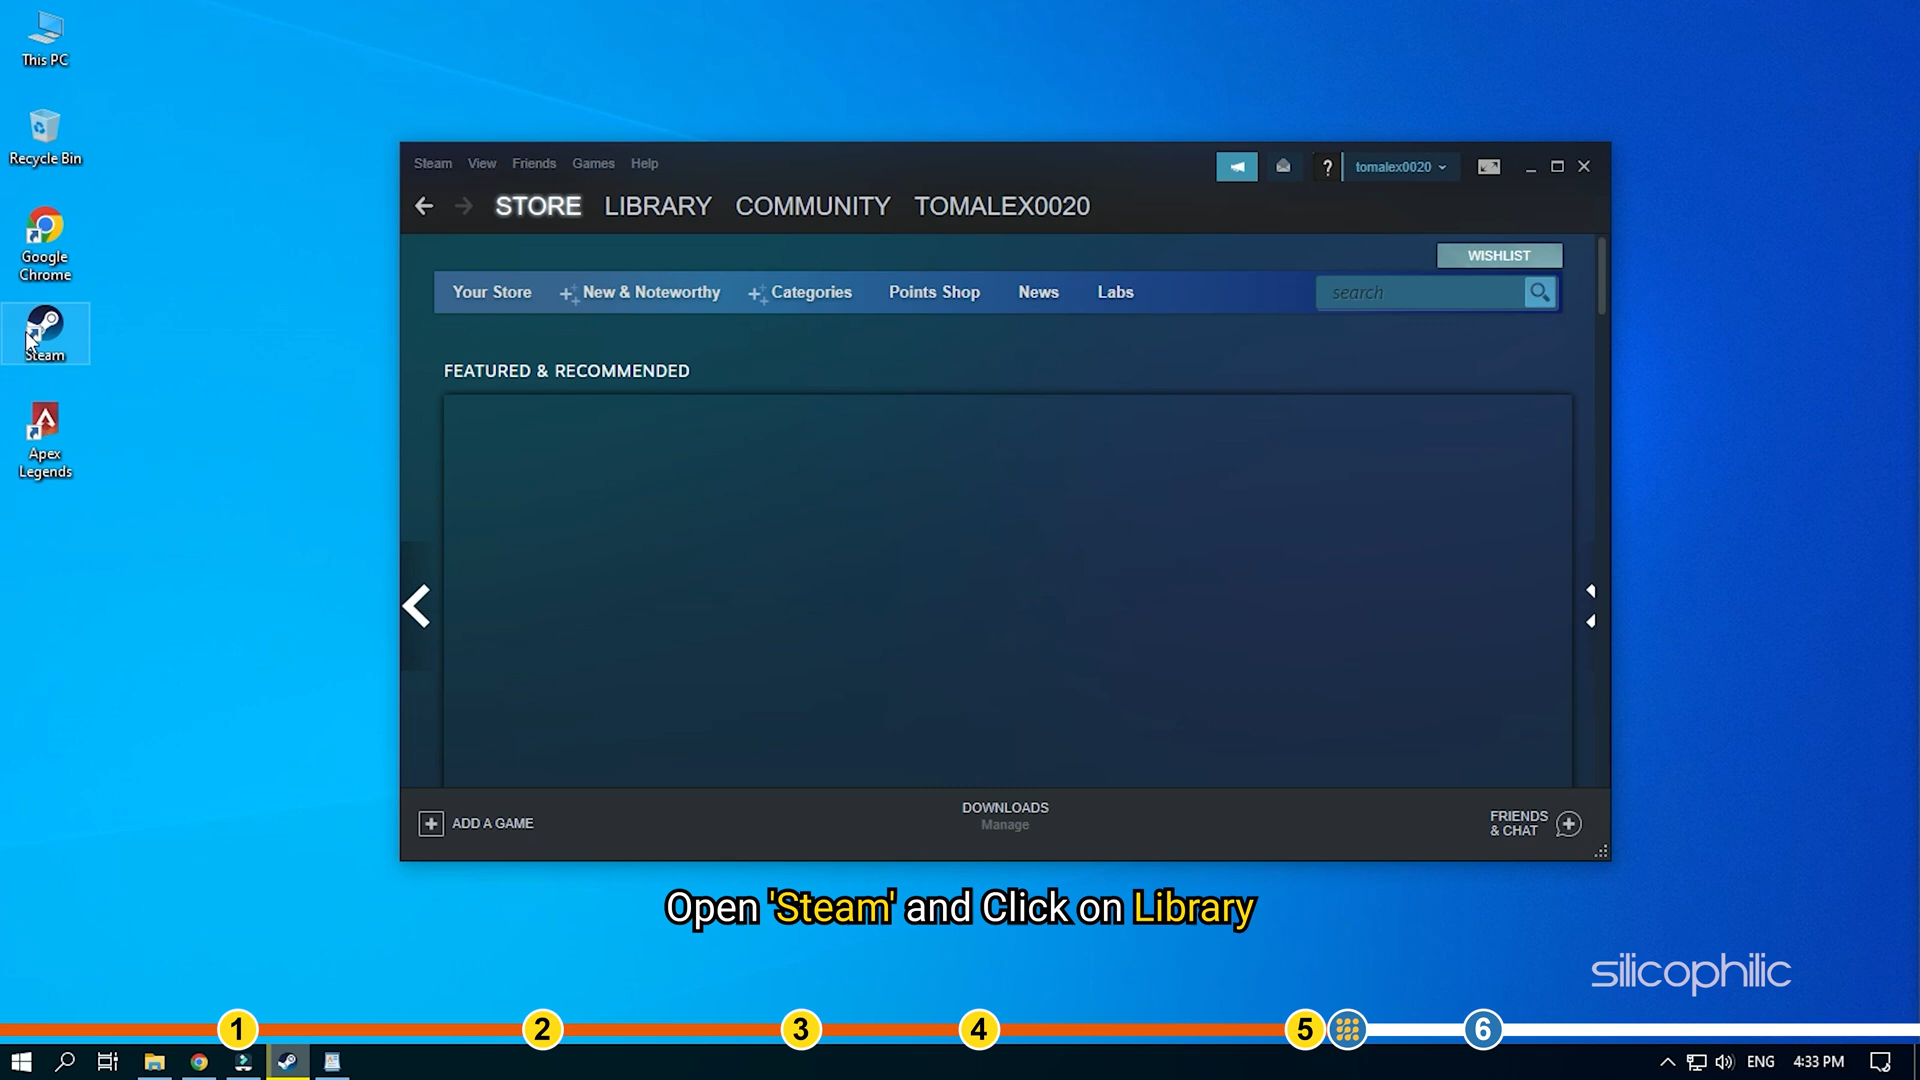 This PC
Recycle Bin
Google
Chrome
Steam
Apex
Legends
Steam View Friends Games Help
? tomalex0020
STORE LIBRARY COMMUNITY TOMALEX0020
WISHLIST
Your Store New & Noteworthy Categories Points Shop News Labs search
FEATURED & RECOMMENDED
ADD A GAME
DOWNLOADS
Manage
FRIENDS
& CHAT
Open 'Steam' and Click on Library
silicophilic
1 2 3 4 5 6
ENG 4:33 PM